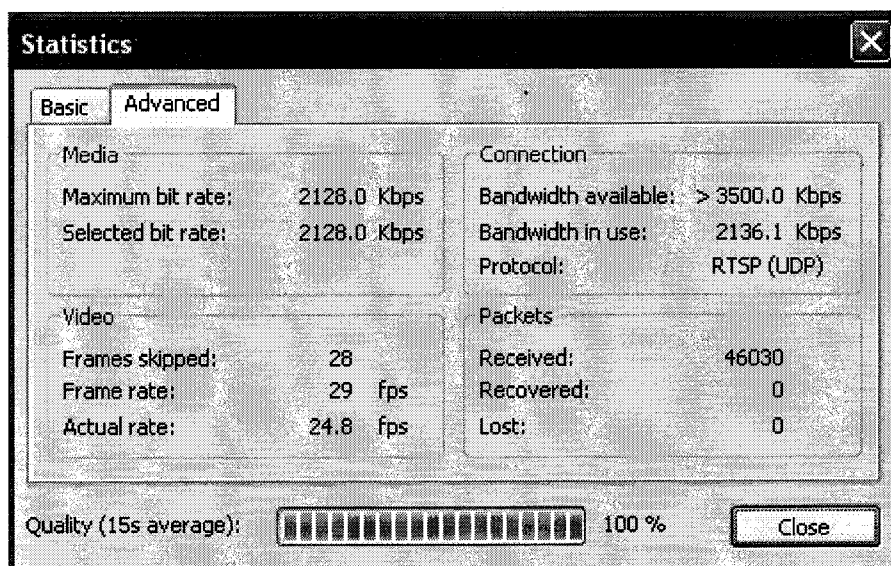 Statistics
Basic
Advanced
Media
Maximum bit rate: 2128.0 Kbps
Selected bit rate: 2128.0 Kbps
Connection
Bandwidth available: > 3500.0 Kbps
Bandwidth in use: 2136.1 Kbps
Protocol: RTSP (UDP)
Video
Frames skipped: 28
Frame rate: 29 fps
Actual rate: 24.8 fps
Packets
Received: 46030
Recovered: 0
Lost: 0
Quality (15s average): 100 %
Close